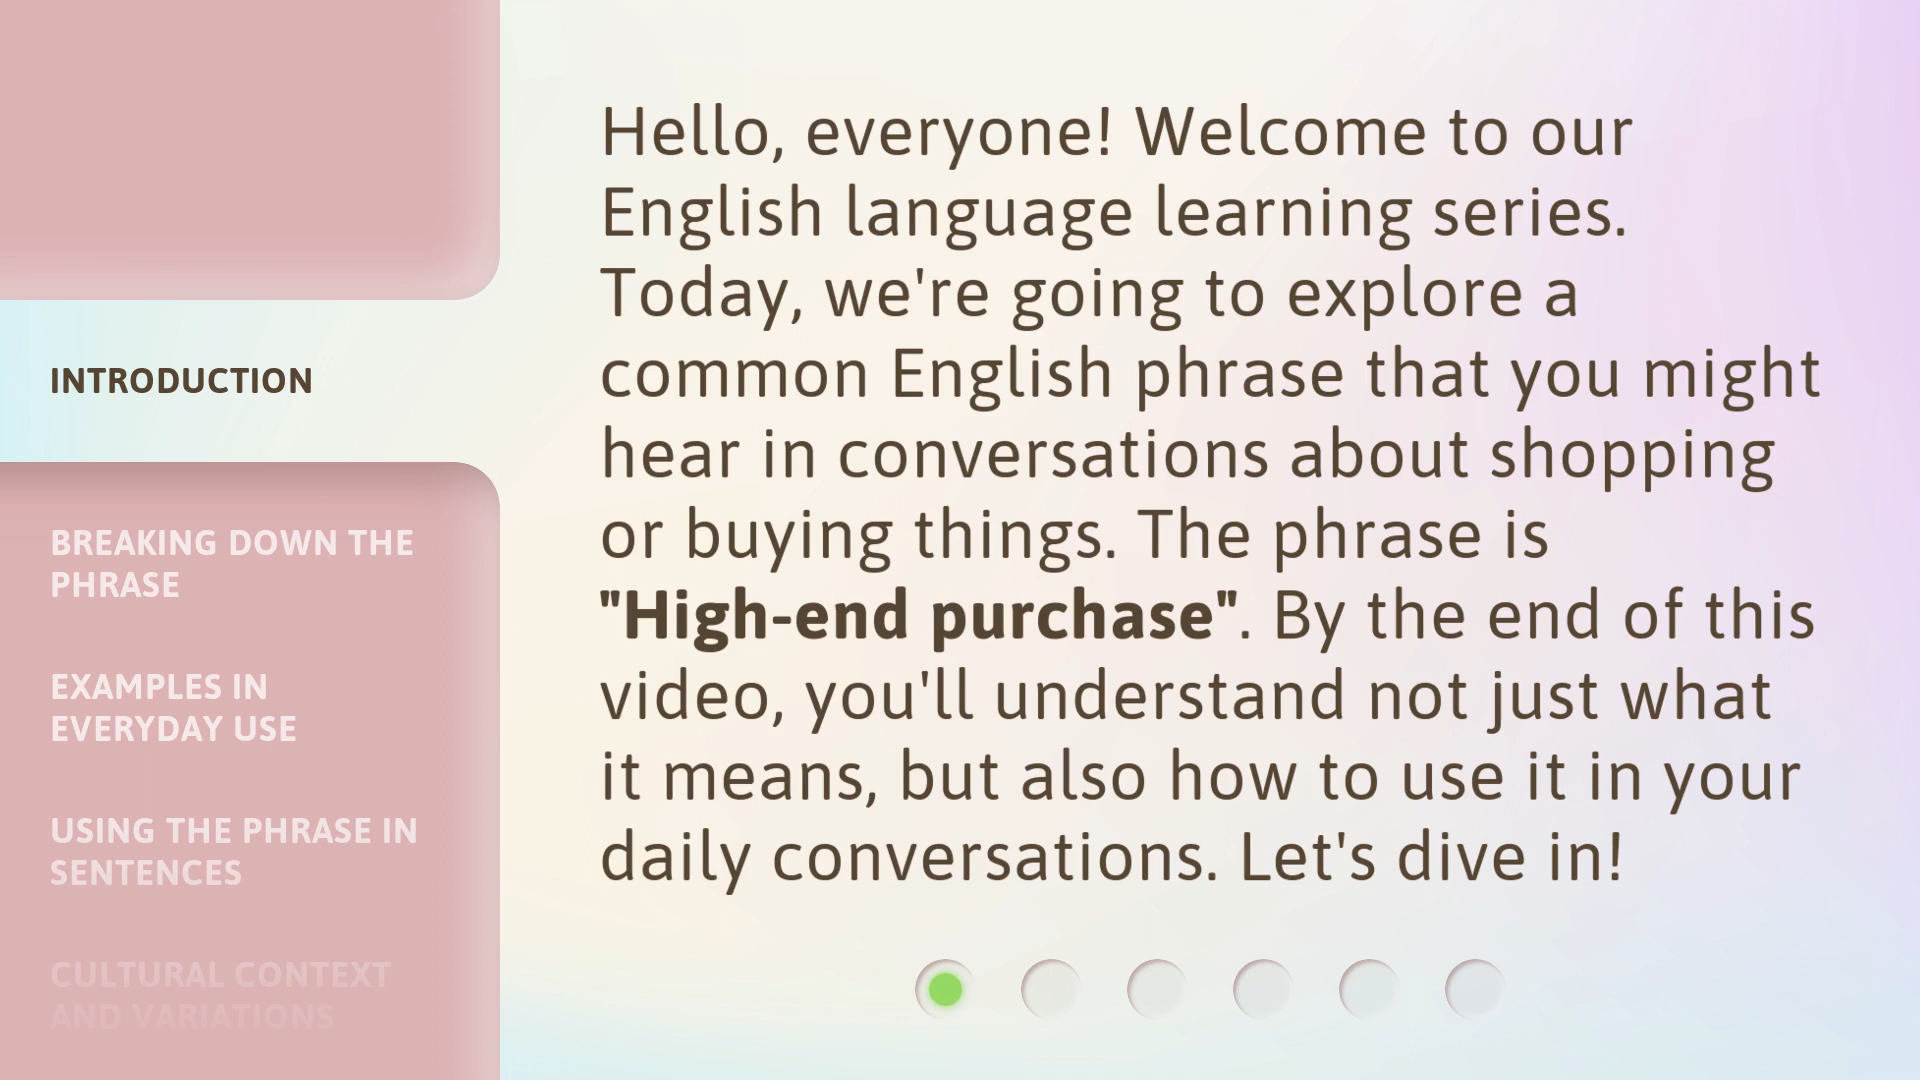 INTRODUCTION
BREAKING DOWN THE
PHRASE
EXAMPLES IN
EVERYDAY USE
USING THE PHRASE IN
SENTENCES
CULTURAL CONTEXT
AND VARIATIONS
Hello, everyone! Welcome to our
English language learning series.
Today, we're going to explore a
common English phrase that you might
hear in conversations about shopping
or buying things. The phrase is
"High-end purchase". By the end of this
video, you'll understand not just what
it means, but also how to use it in your
daily conversations. Let's dive in!